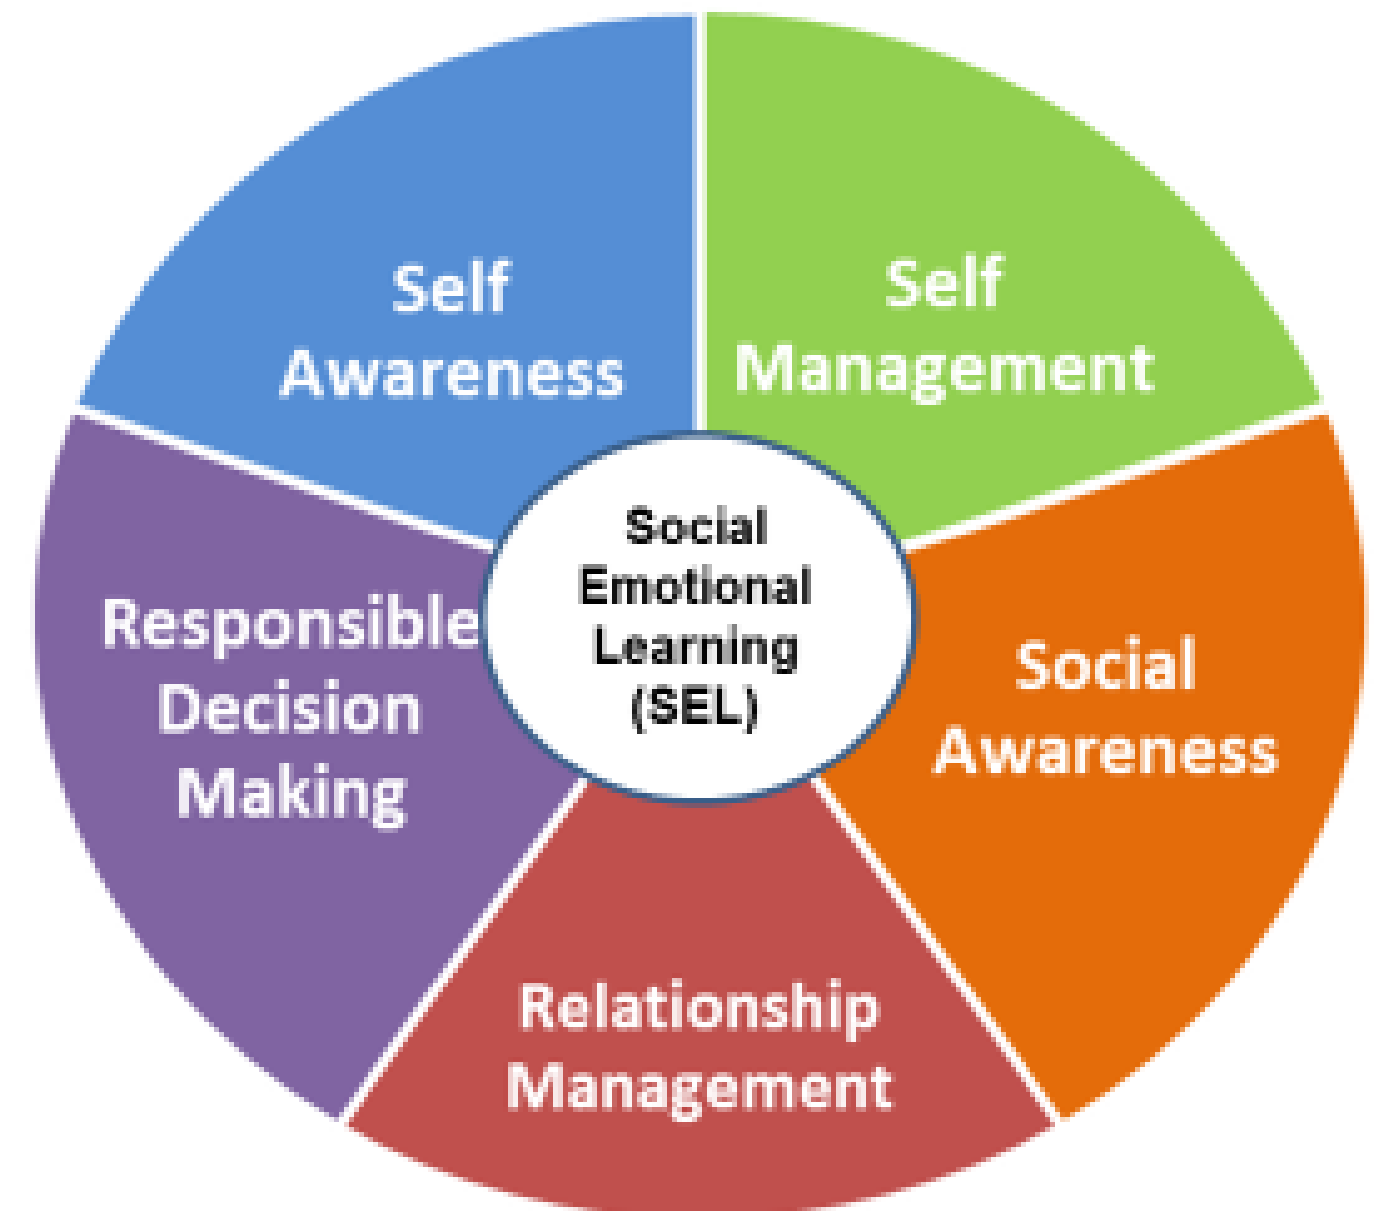 Self
Awareness
Self
Management
Social
Emotional
Learning
(SEL)
Responsible
Decision
Making
Social
Awareness
Relationship
Management